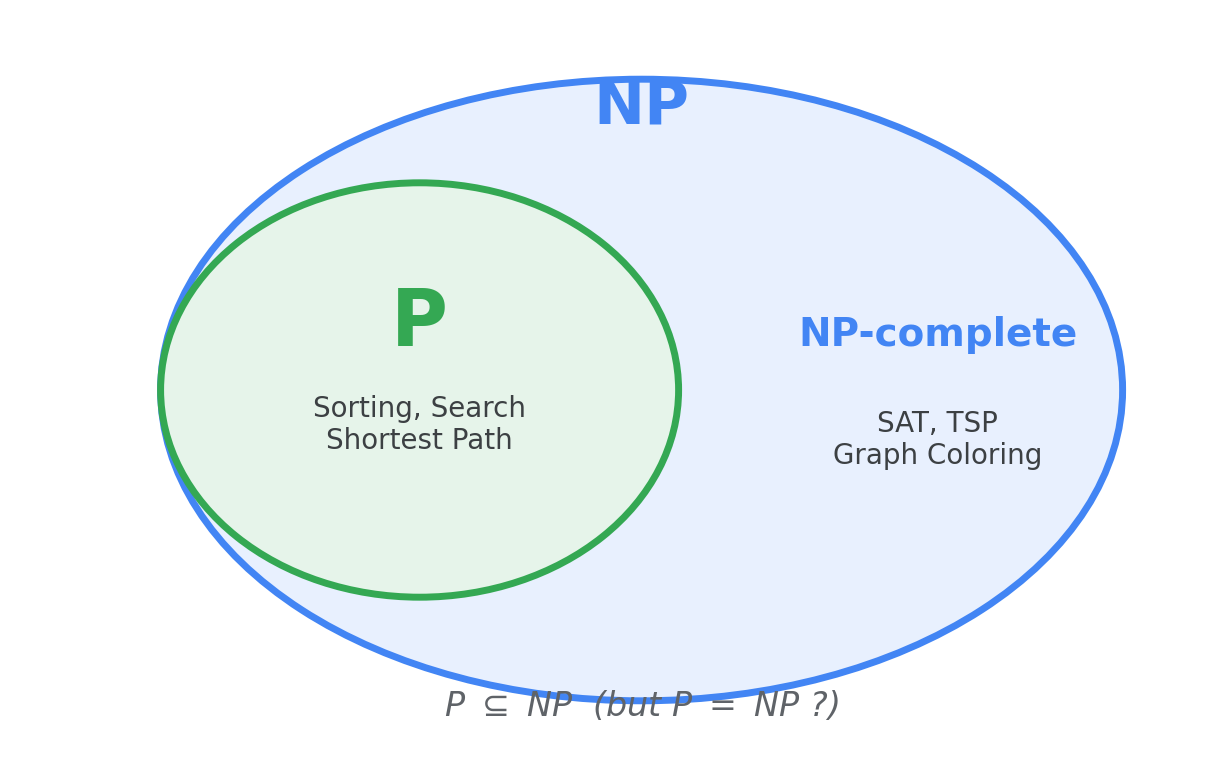 NP
P
Sorting, Search
Shortest Path
NP-complete
SAT, TSP
Graph Coloring
P ⊆ NP (but P = NP ?)